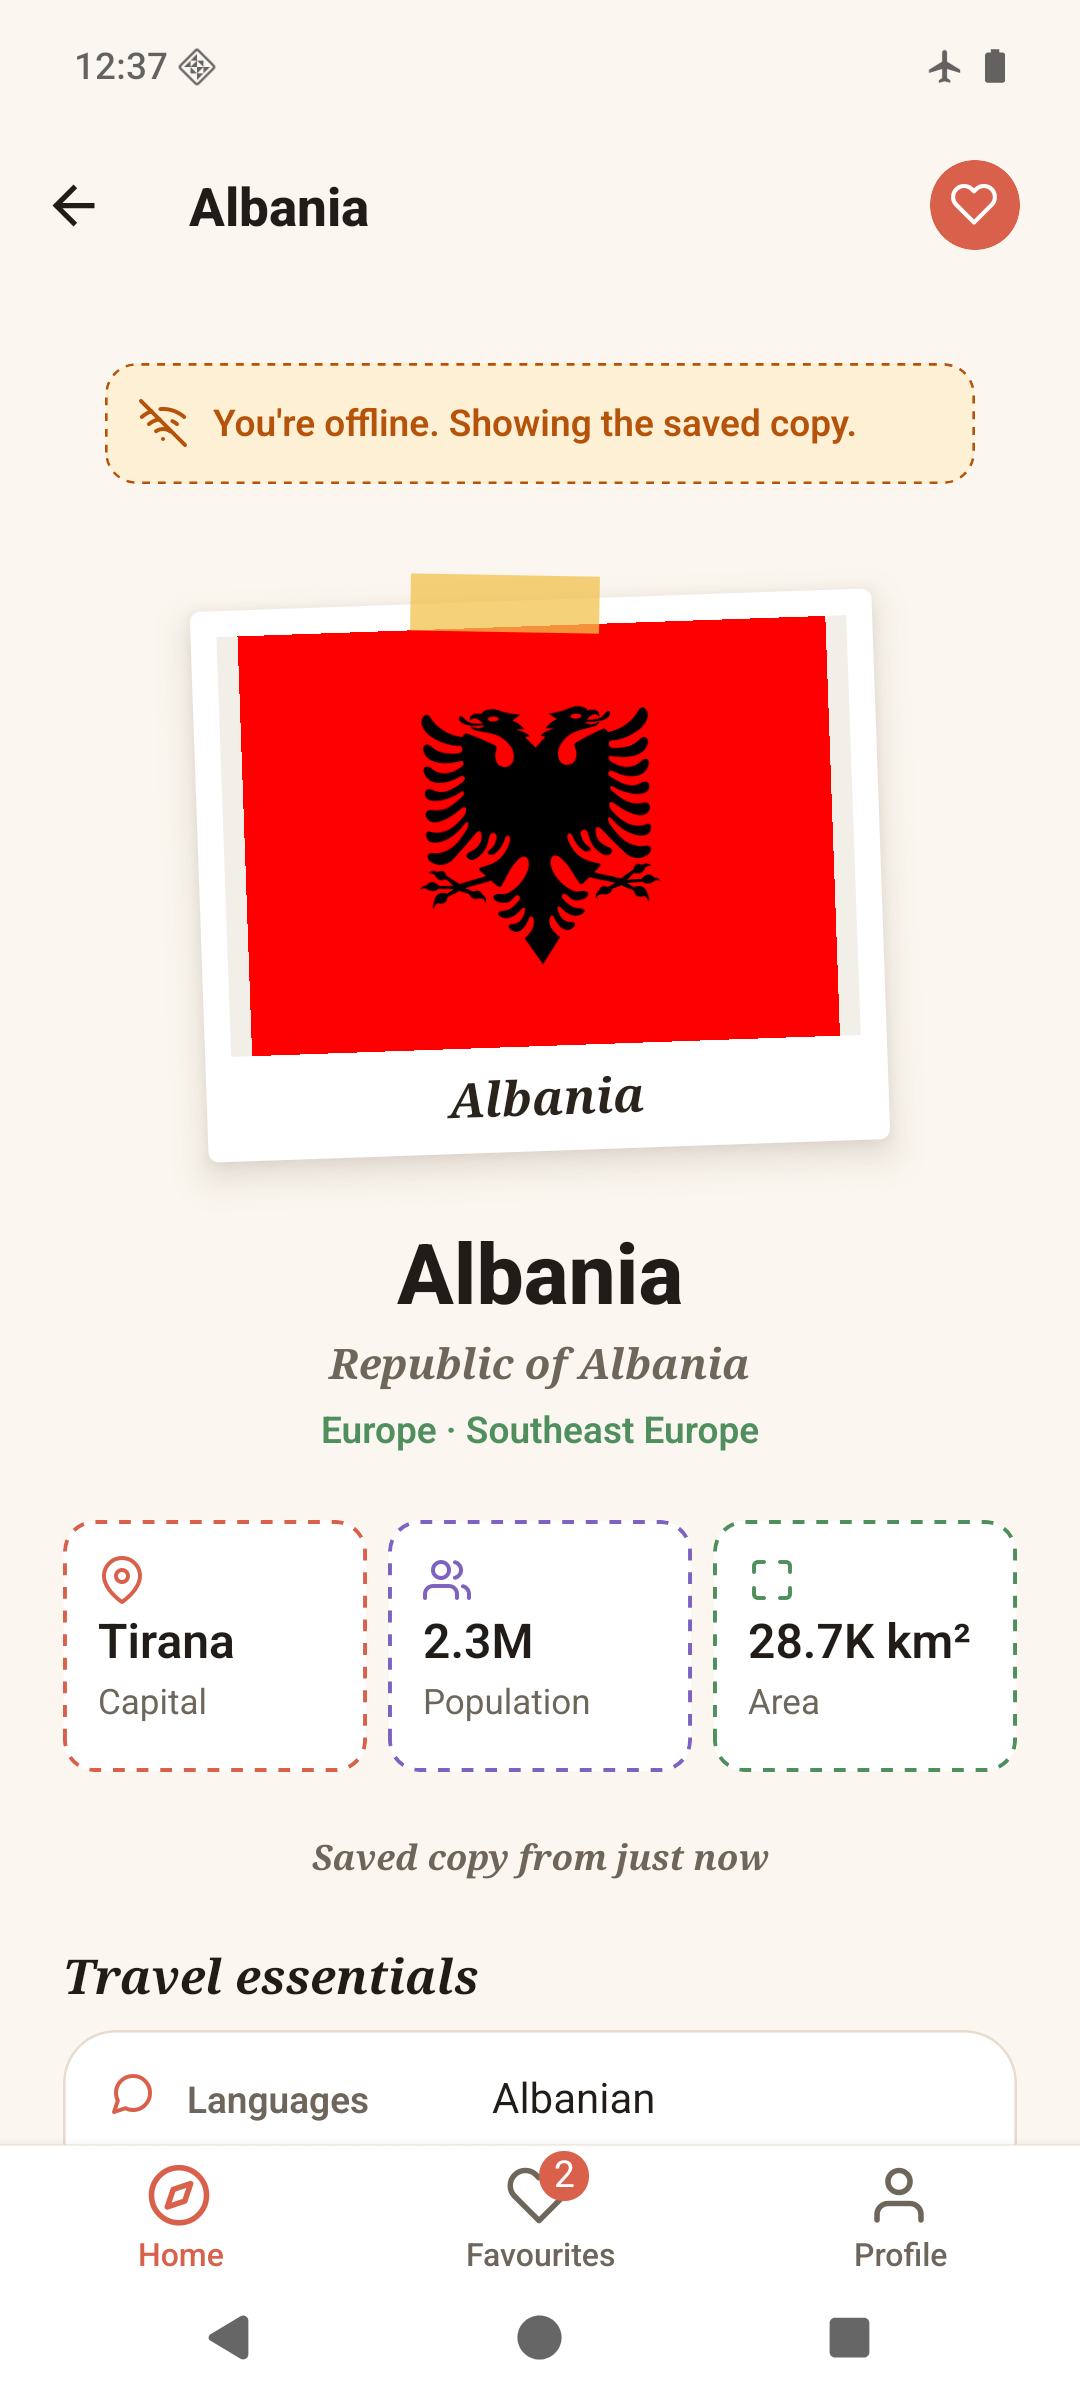 12:37
Albania
You're offline. Showing the saved copy.
Albania
Albania
Republic of Albania
Europe · Southeast Europe
Tirana
Capital
2.3M
Population
28.7K km²
Area
Saved copy from just now
Travel essentials
Languages Albanian
2
Home
Favourites
Profile